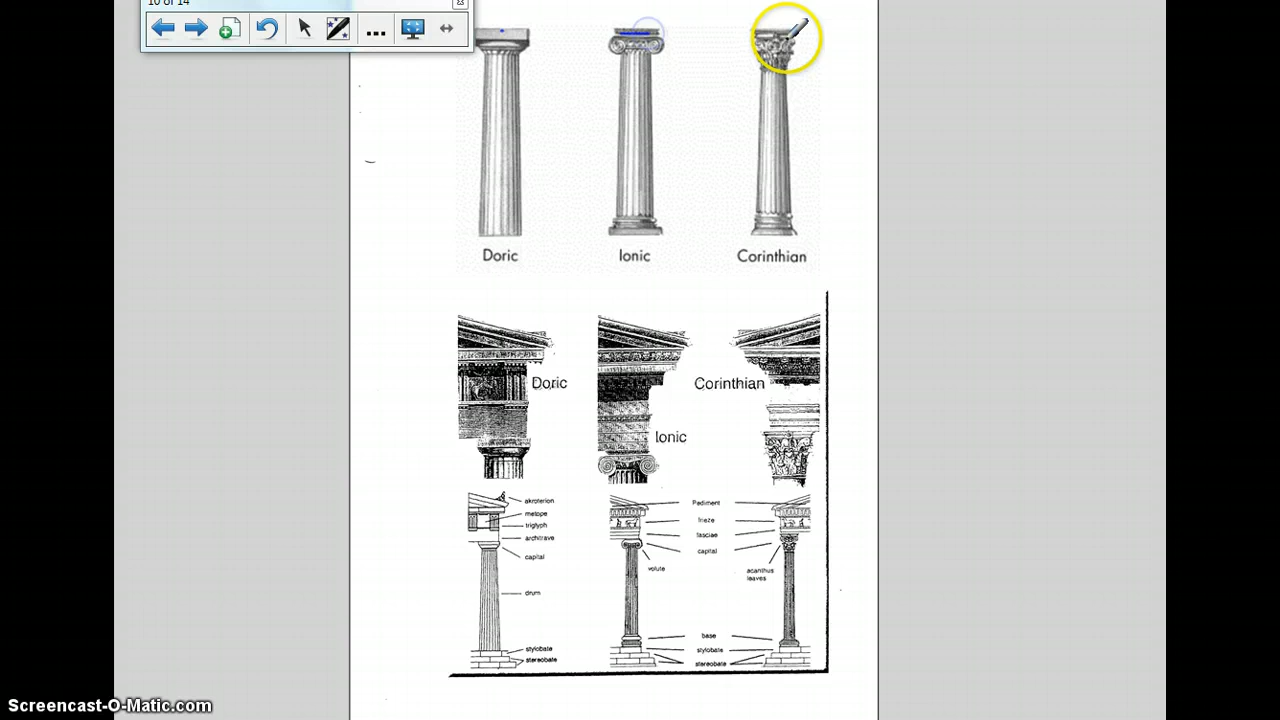 10 of 14
Doric Ionic Corinthian
Doric Corinthian
Ionic
akroterion Pediment
metope frieze
triglyph fasciae
architrave capital
capital volute acanthus
leaves
drum
base
stylobate stylobate
stereobate stereobate
Screencast-O-Matic.com